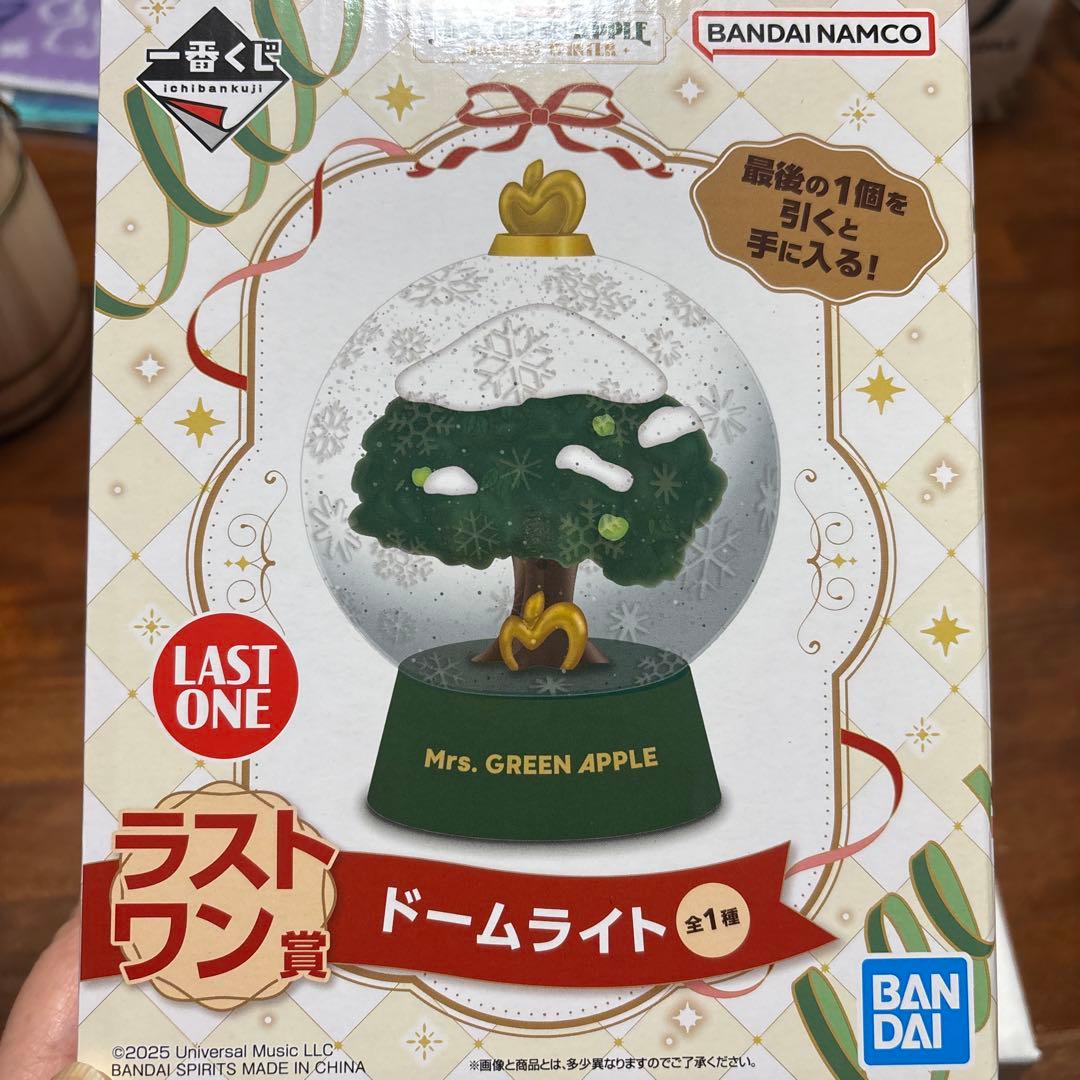 一番くじ
ichibankuji
BANDAI NAMCO
最後の1個を
引くと
手に入る!
LAST
ONE
Mrs. GREEN APPLE
ラスト
ワン賞
ドームライト
全1種
BAN
DAI
©2025 Universal Music LLC
BANDAI SPIRITS MADE IN CHINA
※画像と商品とは、多少異なりますのでご了承ください。